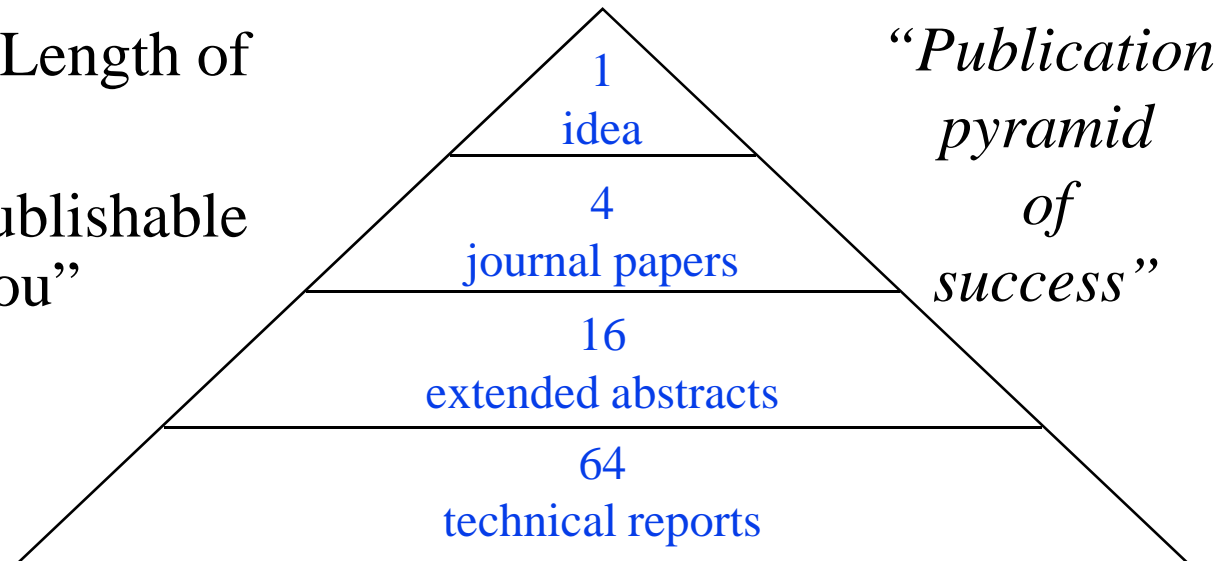 Length of
ublishable
ou”
1
idea
4
journal papers
16
extended abstracts
64
technical reports
“Publication
pyramid
of
success”